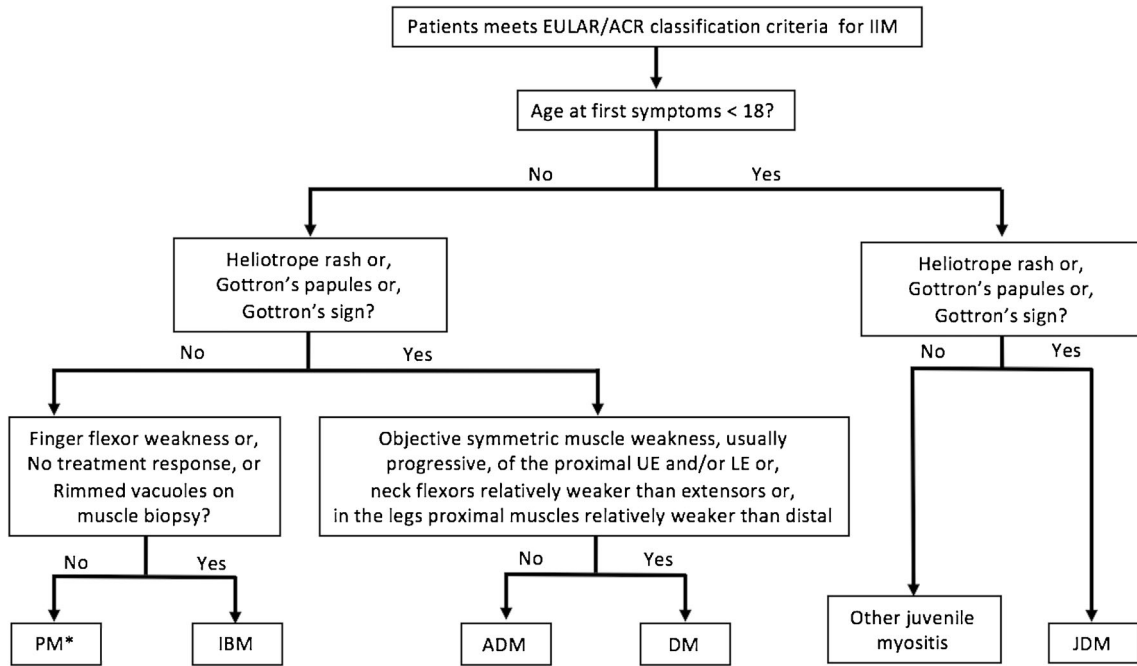 Patients meets EULAR/ACR classification criteria for IIM
Age at first symptoms < 18?
No
Yes
Heliotrope rash or,
Gottron's papules or,
Gottron's sign?
Heliotrope rash or,
Gottron's papules or,
Gottron's sign?
No
Yes
No
Yes
Finger flexor weakness or,
No treatment response, or
Rimmed vacuoles on
muscle biopsy?
Objective symmetric muscle weakness, usually
progressive, of the proximal UE and/or LE or,
neck flexors relatively weaker than extensors or,
in the legs proximal muscles relatively weaker than distal
No
Yes
No
Yes
PM*
IBM
ADM
DM
Other juvenile
myositis
JDM